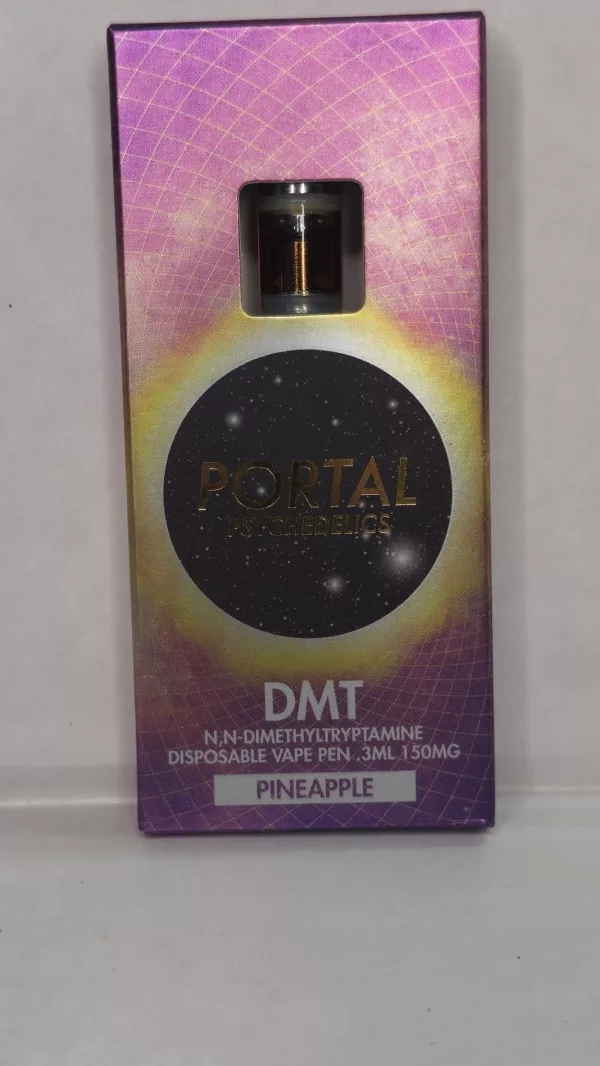 PORTAL
PSYCHEDELICS
DMT
N,N-DIMETHYLTRYPTAMINE
DISPOSABLE VAPE PEN .3ML 150MG
PINEAPPLE